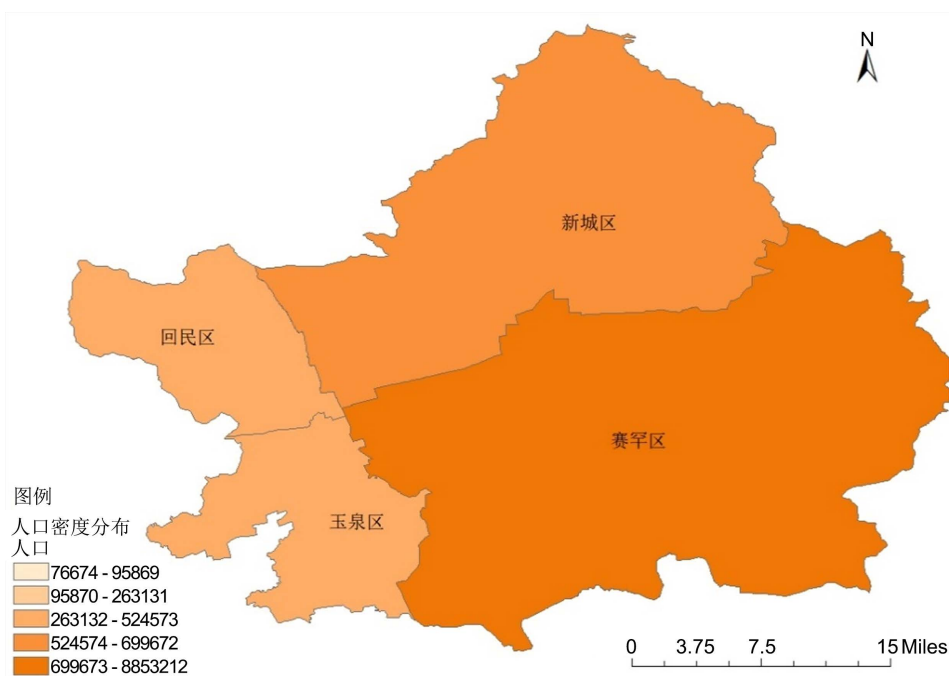 N
新城区
回民区
赛罕区
玉泉区
图例
人口密度分布
人口
76674 - 95869
95870 - 263131
263132 - 524573
524574 - 699672
699673 - 8853212
0 3.75 7.5 15 Miles